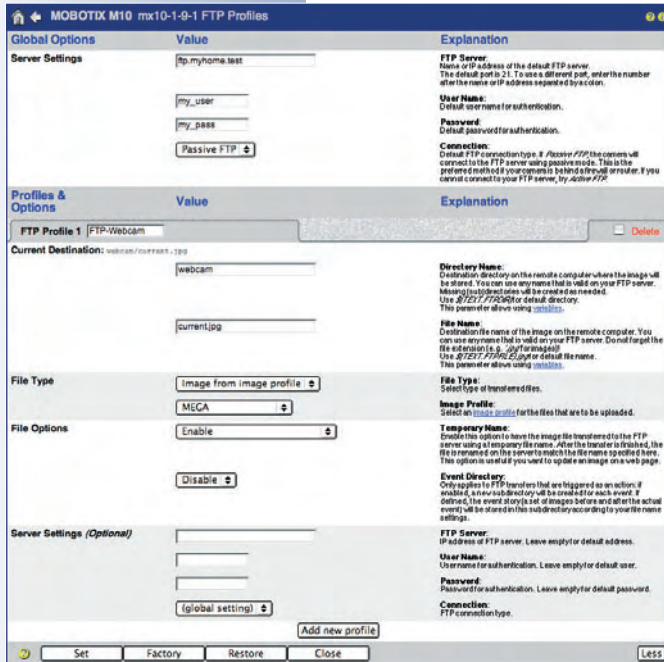 MOBOTIX M10 mx10-1-9-1 FTP Profiles
Global Options Value Explanation
Server Settings ftp.myhome.test FTP Server:
Name or IP address of the default FTP server.
The default port is 21. To use a different port, enter the number
after the name or IP address separated by a colon.
my_user User Name:
Default username for authentication.
my_pass Password:
Default password for authentication.
Passive FTP Connection:
Default FTP connection type. If Passive FTP, the camera will
connect to the FTP server using passive mode. This is the
preferred method if your camera is behind a firewall or router. If you
cannot connect to your FTP server, try Active FTP.
Profiles &
Options Value Explanation
FTP Profile 1 FTP-Webcam Delete
Current Destination: webcam/current.jpg
webcam Directory Name:
Destination directory on the remote computer where the image will
be stored. You can use any name that is valid on your FTP server.
Missing (sub)directories will be created as needed.
Use $(TEXT.FTPDIR) for default directory.
This parameter allows using variables.
current.jpg File Name:
Destination file name of the image on the remote computer. You
can use any name that is valid on your FTP server. Do not forget the
file extension (e.g. '.jpg' for images)!
Use $(TEXT.FTPFILE).jpg for default file name.
This parameter allows using variables.
File Type Image from image profile File Type:
Select type of transferred files.
MEGA Image Profile:
Select an image profile for the files that are to be uploaded.
File Options Enable Temporary Name:
Enable this option to have the image file transferred to the FTP
server using a temporary file name. After the transfer is finished, the
file is renamed on the server to match the file name specified here.
This option is useful if you want to update an image on a web page.
Disable Event Directory:
Only applies to FTP transfers that are triggered as an action: if
enabled, a new subdirectory will be created for each event. If
defined, the event story (a set of images before and after the actual
event) will be stored in this subdirectory according to your file name
settings.
Server Settings (Optional) FTP Server:
IP address of FTP server. Leave empty for default address.
User Name:
Username for authentication. Leave empty for default user.
Password:
Password for authentication. Leave empty for default password.
(global setting) Connection:
FTP connection type.
Add new profile
Set Factory Restore Close Less